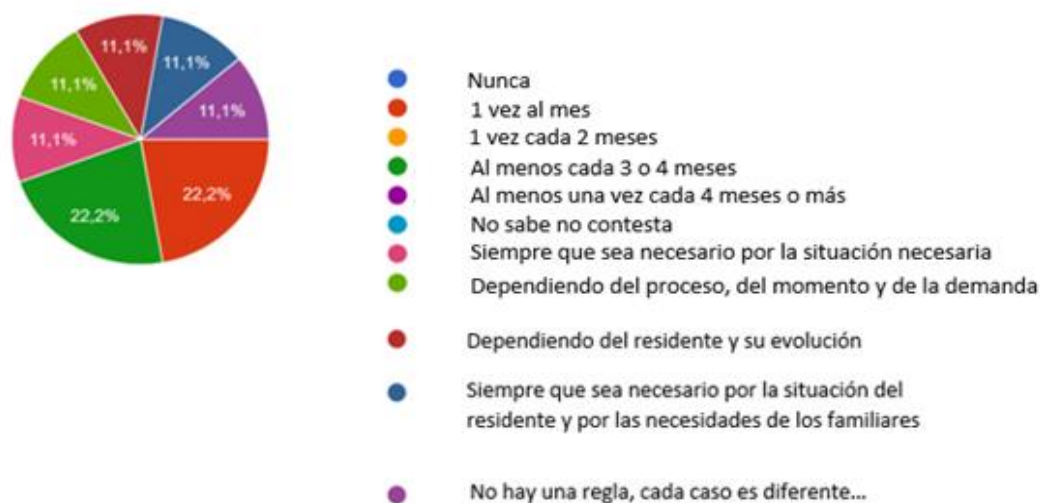 11,1%
11,1%
11,1%
11,1%
11,1%
22,2%
22,2%
Nunca
1 vez al mes
1 vez cada 2 meses
Al menos cada 3 o 4 meses
Al menos una vez cada 4 meses o más
No sabe no contesta
Siempre que sea necesario por la situación necesaria
Dependiendo del proceso, del momento y de la demanda
Dependiendo del residente y su evolución
Siempre que sea necesario por la situación del
residente y por las necesidades de los familiares
No hay una regla, cada caso es diferente...